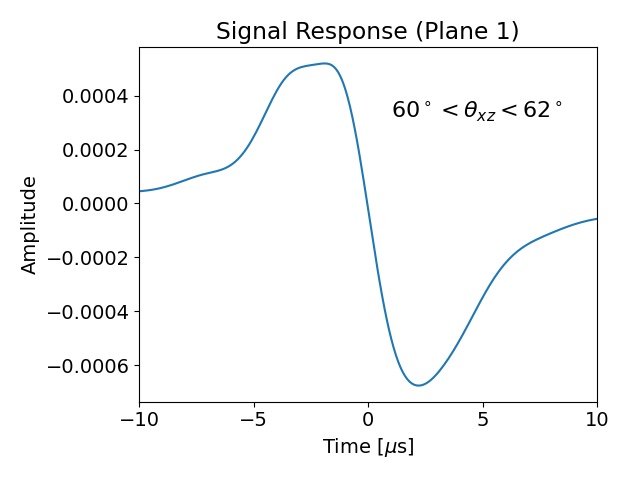 Signal Response (Plane 1)
60° < θxz < 62°
Amplitude
0.0004
0.0002
0.0000
−0.0002
−0.0004
−0.0006
−10
−5
0
5
10
Time [μs]